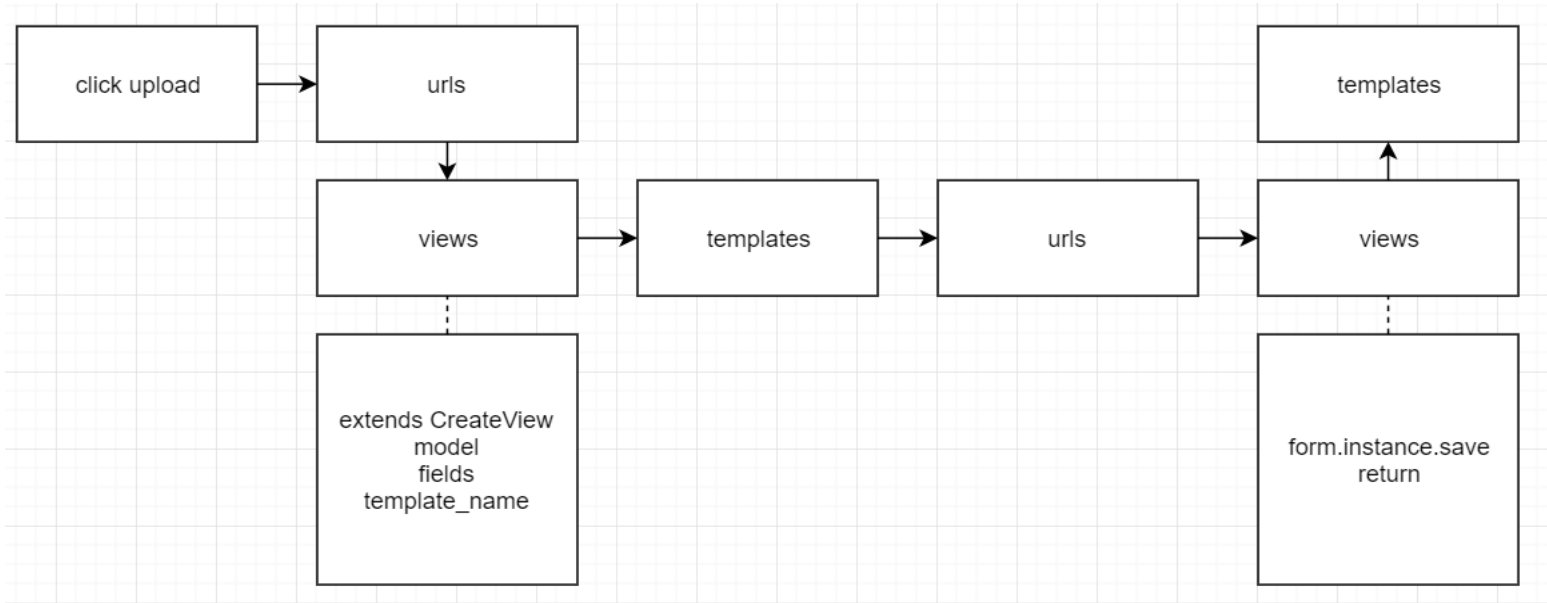 click upload
urls
templates
views
templates
urls
views
extends CreateView
model
fields
template_name
form.instance.save
return